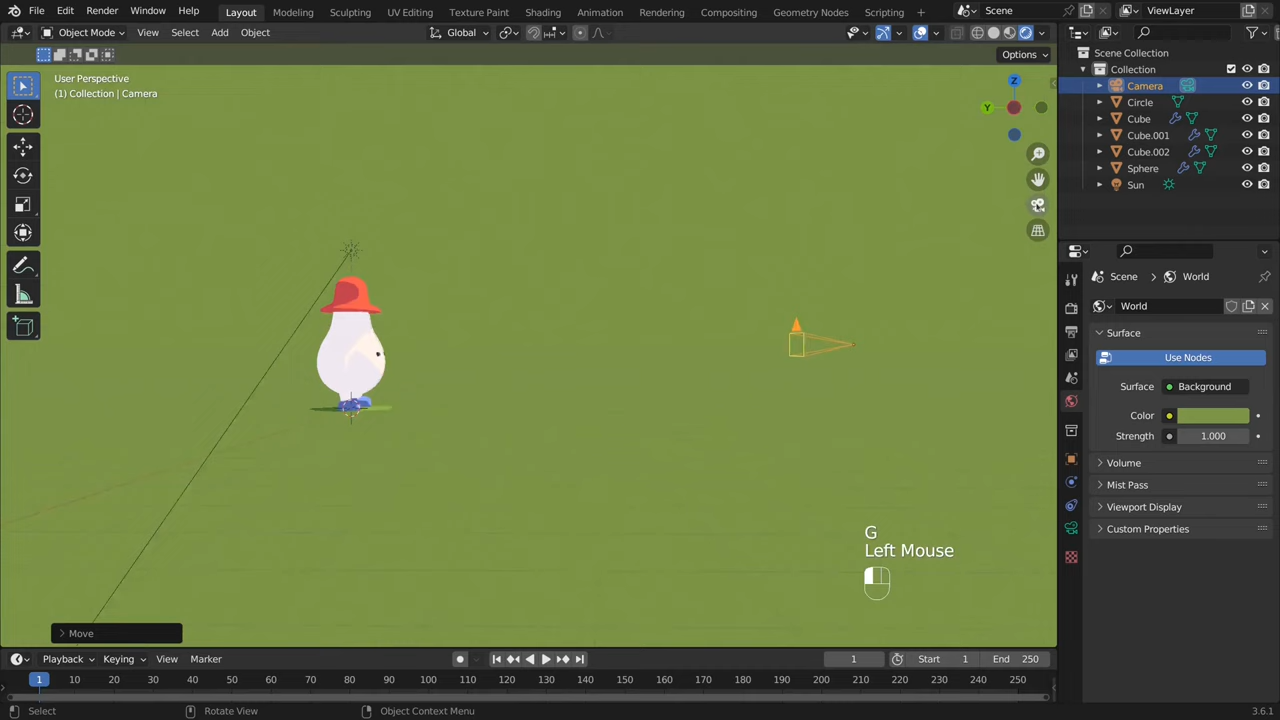 File Edit Render Window Help Layout Modeling Sculpting UV Editing Texture Paint Shading Animation Rendering Compositing Geometry Nodes Scripting Scene ViewLayer
Object Mode View Select Add Object Global
Options
User Perspective
(1) Collection | Camera
Z
Y
Scene Collection
Collection
Camera
Circle
Cube
Cube.001
Cube.002
Sphere
Sun
Scene > World
World
Surface
Use Nodes
Surface Background
Color
Strength 1.000
Volume
Mist Pass
Viewport Display
Custom Properties
G
Left Mouse
> Move
Playback Keying View Marker 1 Start 1 End 250
1 10 20 30 40 50 60 70 80 90 100 110 120 130 140 150 160 170 180 190 200 210 220 230 240 250
Select Rotate View Object Context Menu 3.6.1